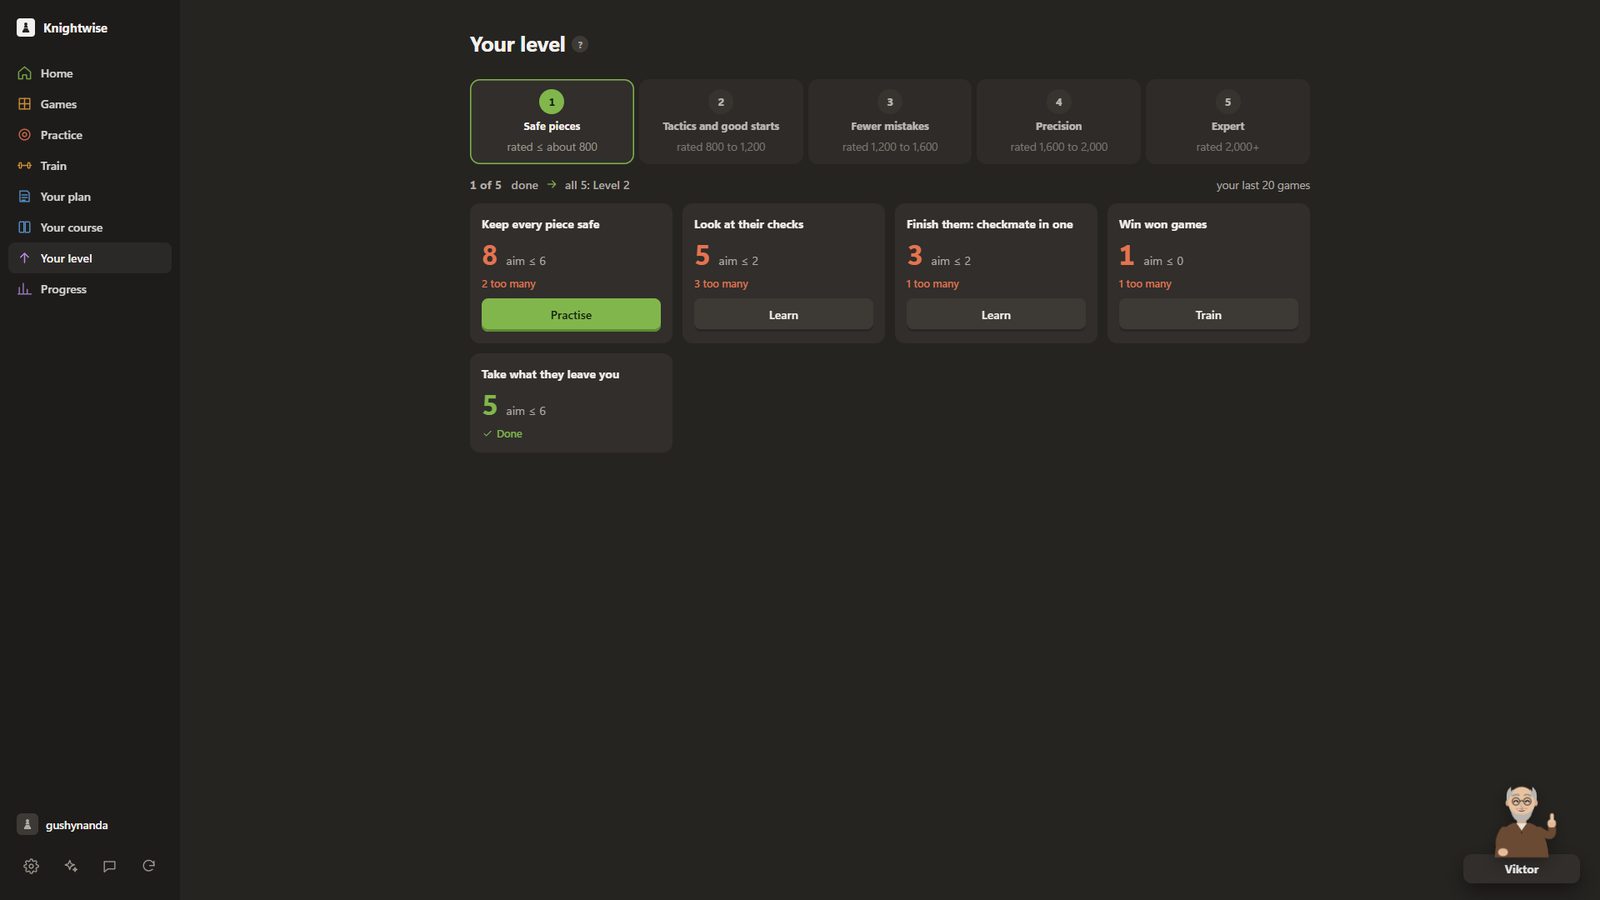 Knightwise
Home
Games
Practice
Train
Your plan
Your course
Your level
Progress
gushynanda
Your level ?
1
Safe pieces
rated ≤ about 800
2
Tactics and good starts
rated 800 to 1,200
3
Fewer mistakes
rated 1,200 to 1,600
4
Precision
rated 1,600 to 2,000
5
Expert
rated 2,000+
1 of 5 done → all 5: Level 2
your last 20 games
Keep every piece safe
8 aim ≤ 6
2 too many
Practise
Look at their checks
5 aim ≤ 2
3 too many
Learn
Finish them: checkmate in one
3 aim ≤ 2
1 too many
Learn
Win won games
1 aim ≤ 0
1 too many
Train
Take what they leave you
5 aim ≤ 6
✓ Done
Viktor